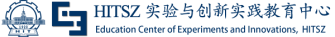 HITSZ 实验与创新实践教育中心
Education Center of Experiments and Innovations, HITSZ